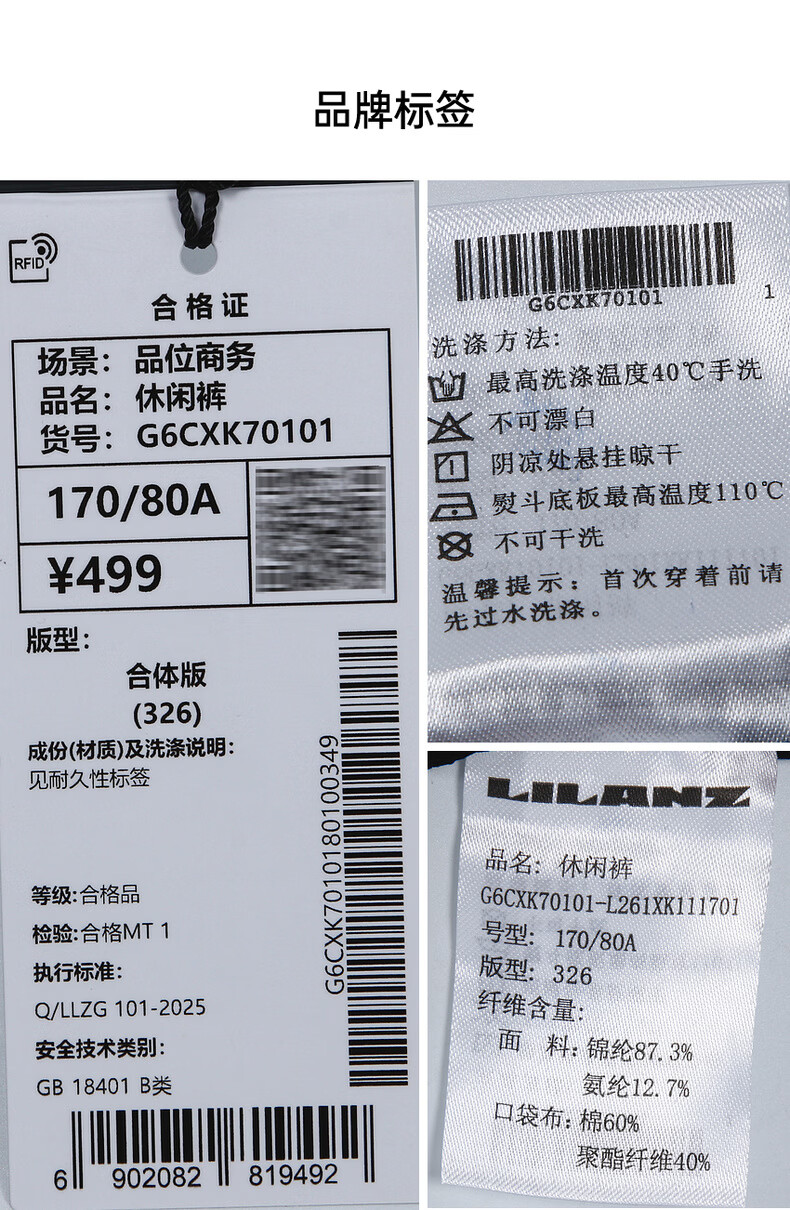 品牌标签
RFID
合格证
场景：品位商务
品名：休闲裤
货号：G6CXK70101
170/80A
¥499
版型：
合体版
(326)
成份(材质)及洗涤说明：
见耐久性标签
等级:合格品
检验:合格MT 1
执行标准：
Q/LLZG 101-2025
安全技术类别：
GB 18401 B类
G6CXK7010180100349
6 902082 819492
G6CXK70101
1
洗涤方法：
最高洗涤温度40℃手洗
不可漂白
阴凉处悬挂晾干
熨斗底板最高温度110℃
不可干洗
温馨提示：首次穿着前请
先过水洗涤。
LILANZ
品名：休闲裤
G6CXK70101-L261XK111701
号型：170/80A
版型：326
纤维含量：
面 料：锦纶87.3%
氨纶12.7%
口袋布：棉60%
聚酯纤维40%